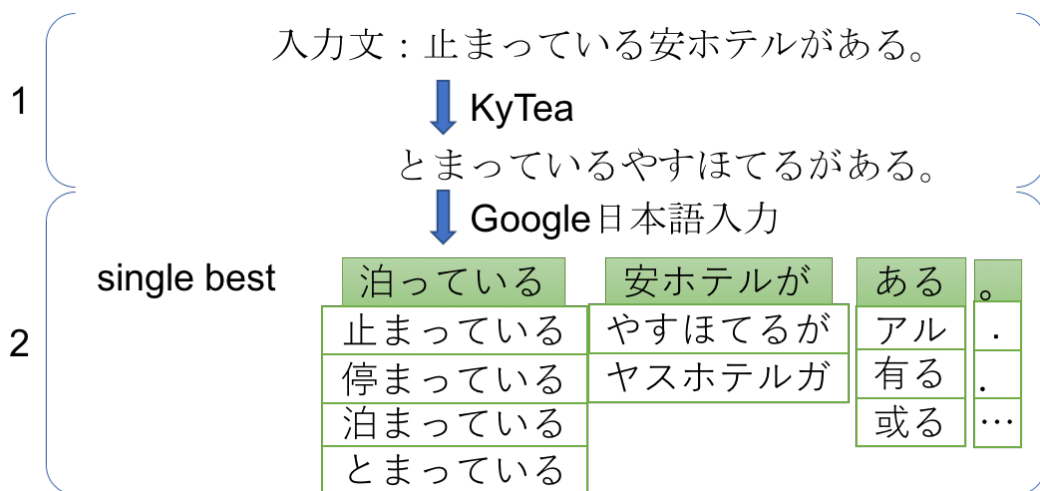 入力文：止まっている安ホテルがある。
1
KyTea
とまっているやすほてるがある。
Google日本語入力
single best 泊っている 安ホテルが ある 。
止まっている やすほてるが アル .
2
停まっている ヤスホテルガ 有る ．
泊まっている 或る …
とまっている